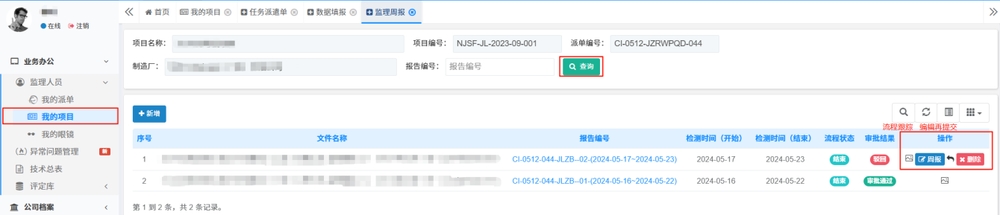 在线 注销
首页 我的项目 任务派遣单 数据填报 监理周报
业务办公
监理人员
我的派单
我的项目
我的眼镜
异常问题管理 新
技术总表
评定库
公司档案
项目名称: 项目编号: NJSF-JL-2023-09-001 派单编号: CI-0512-JZRWPQD-044
制造厂: 报告编号: 报告编号 查询
新增
流程跟踪 编辑再提交
序号 文件名称 报告编号 检测时间（开始） 检测时间（结束） 流程状态 审批结果 操作
1 CI-0512-044-JLZB--02-(2024-05-17~2024-05-23) 2024-05-17 2024-05-23 结束 驳回 周报 删除
2 CI-0512-044-JLZB--01-(2024-05-16~2024-05-22) 2024-05-16 2024-05-22 结束 审批通过
第 1 到 2 条，共 2 条记录。